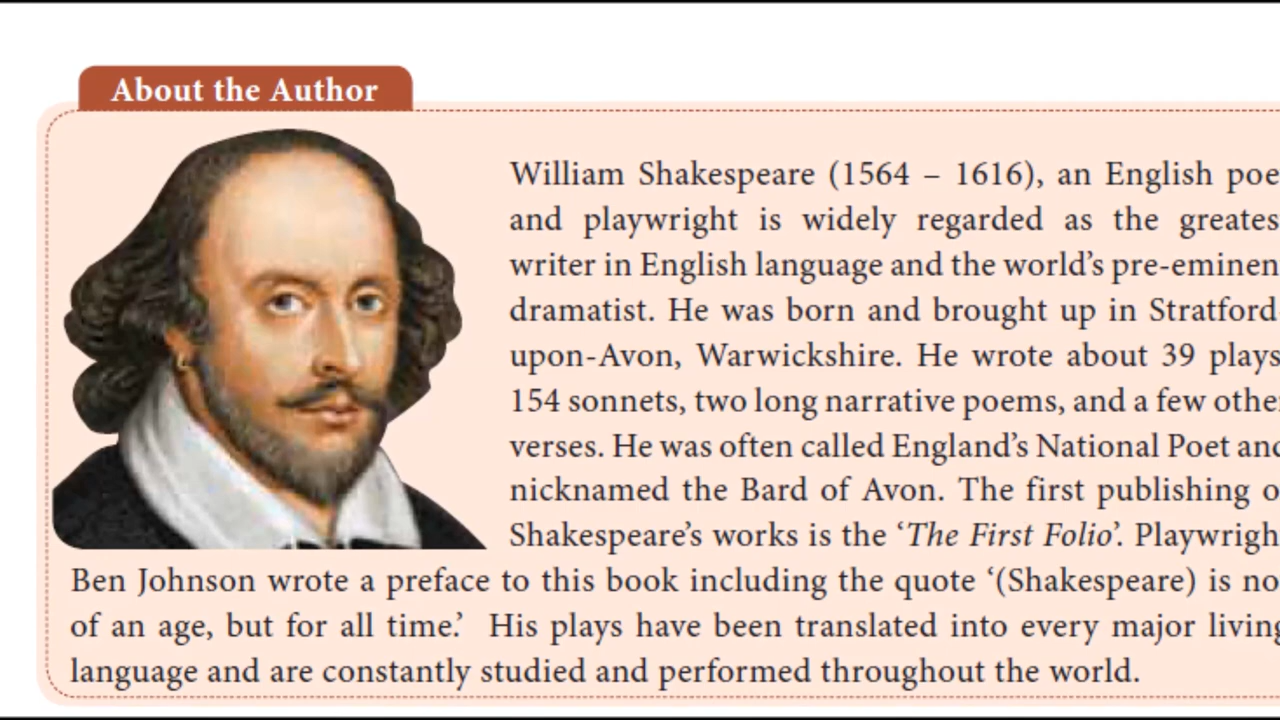 About the Author
William Shakespeare (1564 – 1616), an English poe
and playwright is widely regarded as the greates
writer in English language and the world’s pre-eminen
dramatist. He was born and brought up in Stratford-
upon-Avon, Warwickshire. He wrote about 39 plays
154 sonnets, two long narrative poems, and a few othe
verses. He was often called England’s National Poet and
nicknamed the Bard of Avon. The first publishing o
Shakespeare’s works is the ‘The First Folio’. Playwrigh
Ben Johnson wrote a preface to this book including the quote ‘(Shakespeare) is no
of an age, but for all time.’ His plays have been translated into every major living
language and are constantly studied and performed throughout the world.